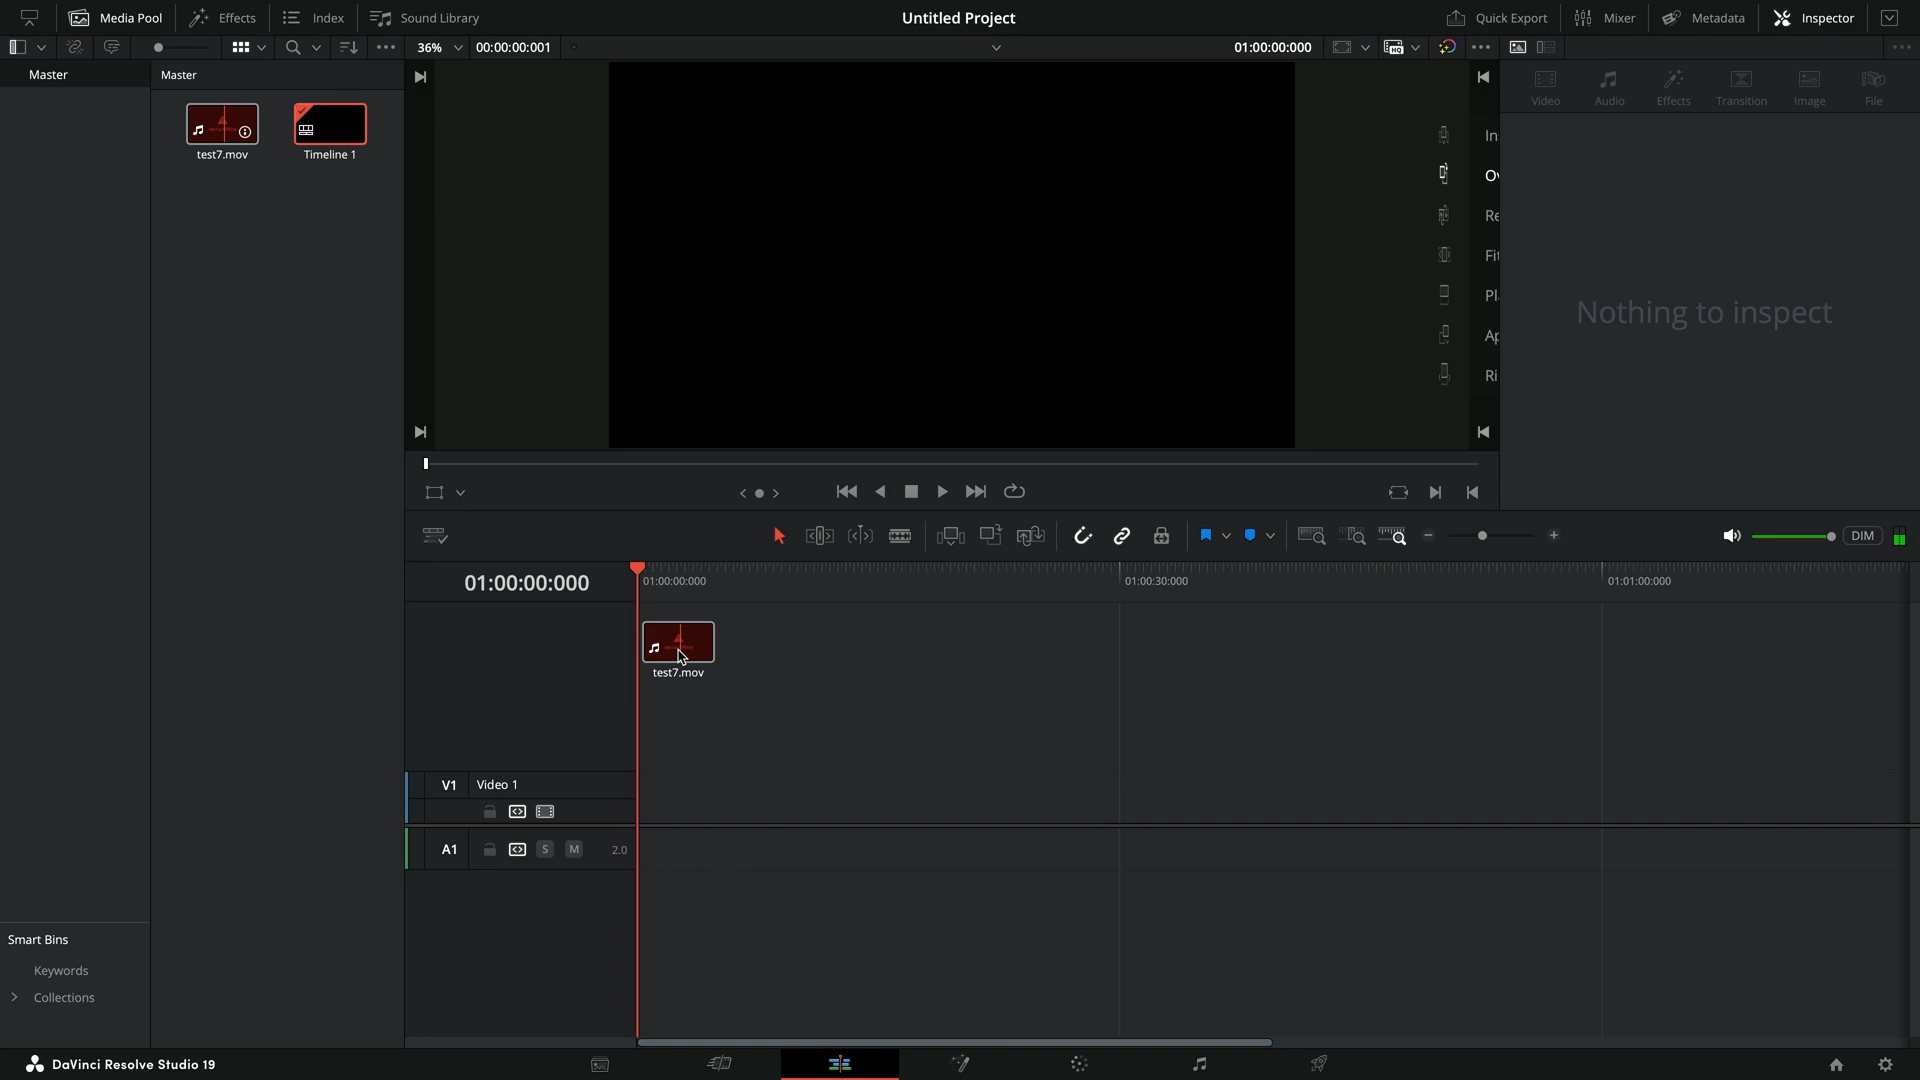 Media Pool Effects Index Sound Library Untitled Project Quick Export Mixer Metadata Inspector
36% 00:00:00:001 01:00:00:000
Master Master
Video Audio Effects Transition Image File
test7.mov Timeline 1
In
Ov
Re
Fit
Pl
Ap
Ri
Nothing to inspect
DIM
01:00:00:000 01:00:00:000 01:00:30:000 01:01:00:000
test7.mov
V1 Video 1
A1 S M 2.0
Smart Bins
Keywords
Collections
DaVinci Resolve Studio 19